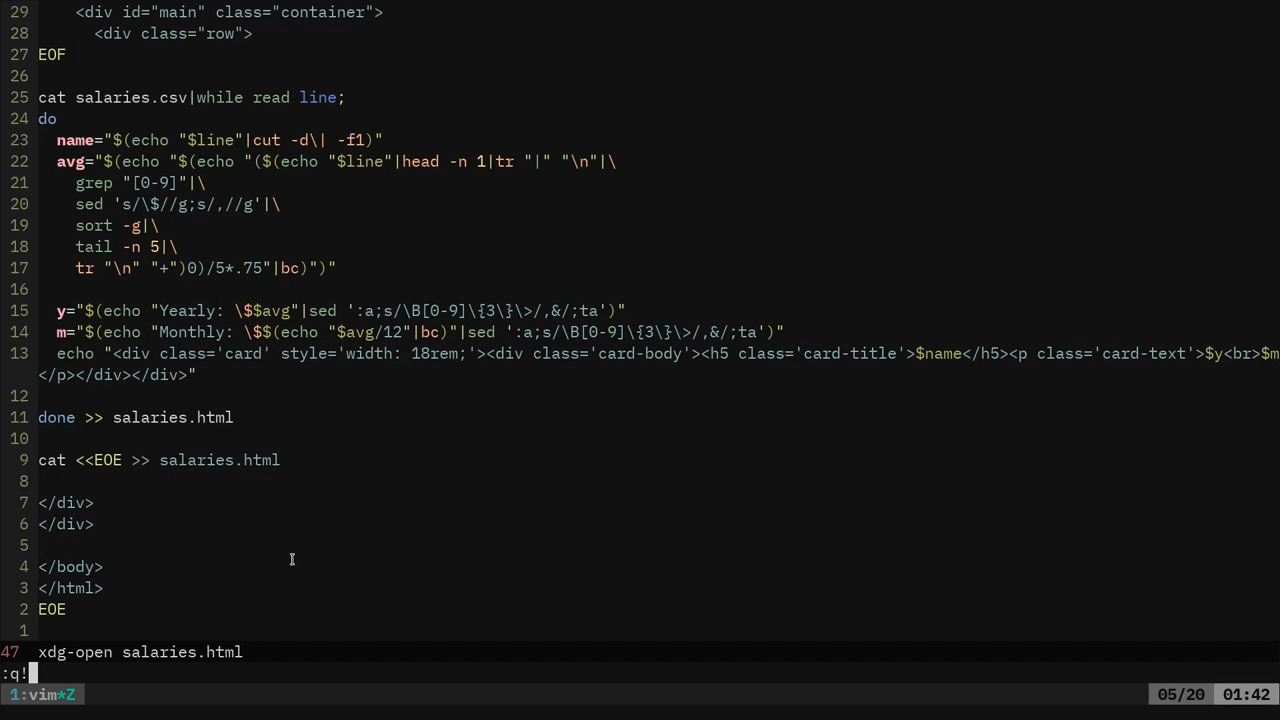 29     <div id="main" class="container">
28       <div class="row">
27 EOF
26
25 cat salaries.csv|while read line;
24 do
23   name="$(echo "$line"|cut -d\| -f1)"
22   avg="$(echo "$(echo "($(echo "$line"|head -n 1|tr "|" "\n"|\
21     grep "[0-9]"|\
20     sed 's/\$//g;s/,//g'|\
19     sort -g|\
18     tail -n 5|\
17     tr "\n" "+")0)/5*.75"|bc)")"
16
15   y="$(echo "Yearly: \$$avg"|sed ':a;s/\B[0-9]\{3\}\>/,&/;ta')"
14   m="$(echo "Monthly: \$$(echo "$avg/12"|bc)"|sed ':a;s/\B[0-9]\{3\}\>/,&/;ta')"
13   echo "<div class='card' style='width: 18rem;'><div class='card-body'><h5 class='card-title'>$name</h5><p class='card-text'>$y<br>$m
</p></div></div>"
12
11 done >> salaries.html
10
9 cat <<EOE >> salaries.html
8
7 </div>
6 </div>
5
4 </body>
3 </html>
2 EOE
1
47 xdg-open salaries.html
:q!
1:vim*Z 05/20 01:42